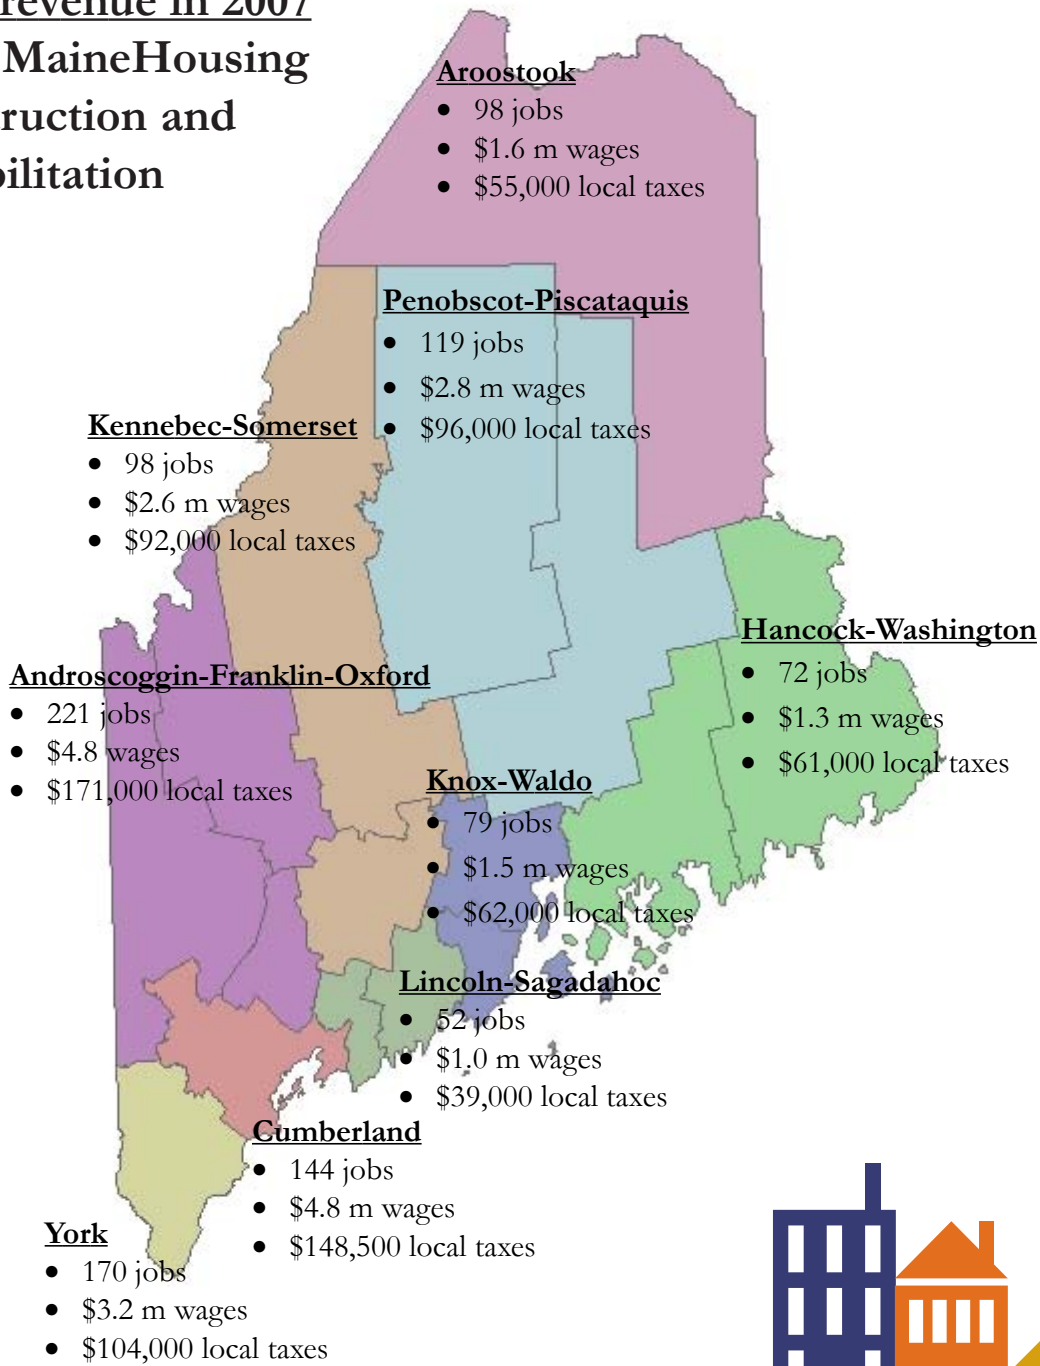 revenue in 2007
MaineHousing
ruction and
bilitation
Aroostook
• 98 jobs
• $1.6 m wages
• $55,000 local taxes
Penobscot-Piscataquis
• 119 jobs
• $2.8 m wages
• $96,000 local taxes
Kennebec-Somerset
• 98 jobs
• $2.6 m wages
• $92,000 local taxes
Hancock-Washington
• 72 jobs
• $1.3 m wages
• $61,000 local taxes
Androscoggin-Franklin-Oxford
• 221 jobs
• $4.8 wages
• $171,000 local taxes
Knox-Waldo
• 79 jobs
• $1.5 m wages
• $62,000 local taxes
Lincoln-Sagadahoc
• 52 jobs
• $1.0 m wages
• $39,000 local taxes
Cumberland
• 144 jobs
• $4.8 m wages
• $148,500 local taxes
York
• 170 jobs
• $3.2 m wages
• $104,000 local taxes